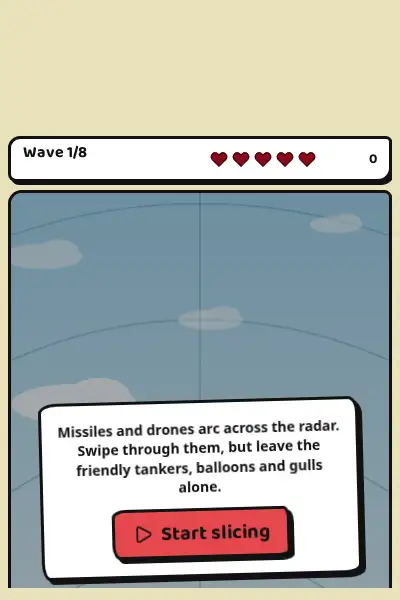 Wave 1/8
0
Missiles and drones arc across the radar.
Swipe through them, but leave the
friendly tankers, balloons and gulls
alone.
Start slicing